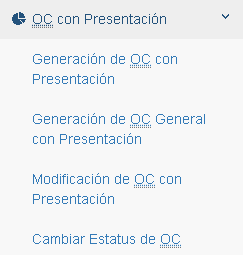 OC con Presentación
Generación de OC con
Presentación
Generación de OC General
con Presentación
Modificación de OC con
Presentación
Cambiar Estatus de OC